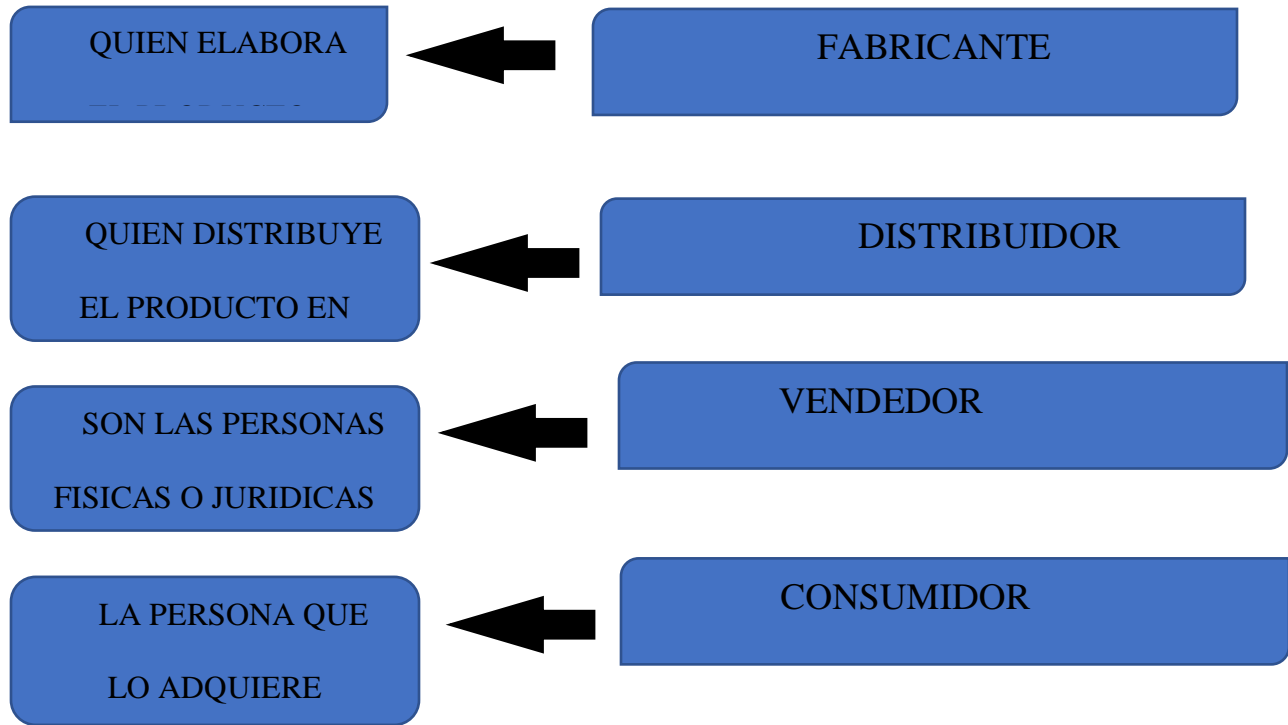 QUIEN ELABORA
FABRICANTE
QUIEN DISTRIBUYE
EL PRODUCTO EN
DISTRIBUIDOR
SON LAS PERSONAS
FISICAS O JURIDICAS
VENDEDOR
LA PERSONA QUE
LO ADQUIERE
CONSUMIDOR